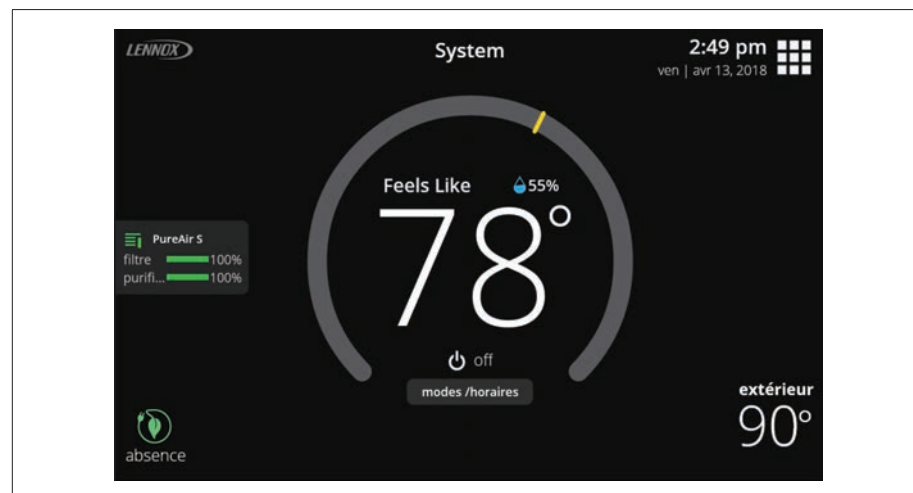 LENNOX
System
2:49 pm
ven | avr 13, 2018
Feels Like 55%
78°
PureAir S
filtre 100%
purifi... 100%
off
modes /horaires
absence
extérieur
90°